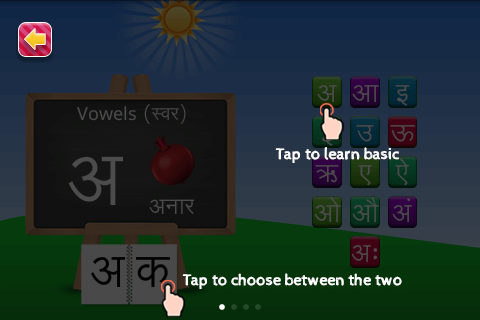 Vowels (स्वर)
अ
अनार
अ क
अ आ इ
उ ऊ
Tap to learn basic
ऋ ए ऐ
ओ औ अं
अः
Tap to choose between the two